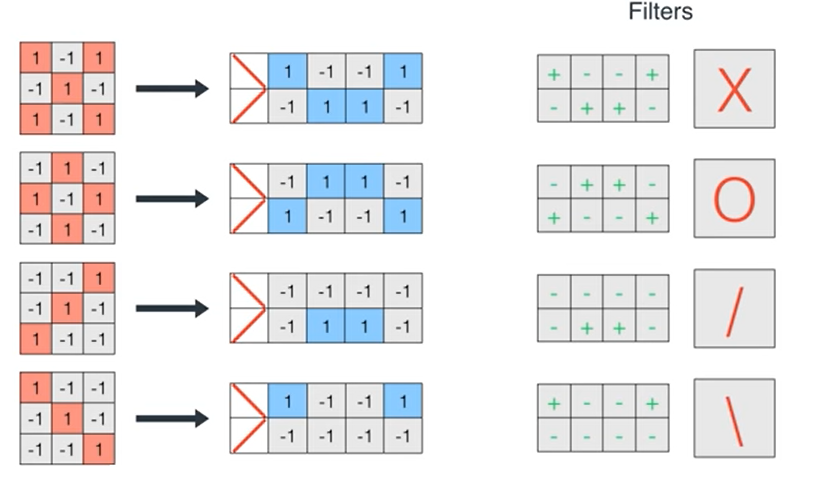 Filters
1 -1 1
-1 1 -1
1 -1 1
1 -1 -1 1
-1 1 1 -1
+ - - +
- + + -
X
-1 1 -1
1 -1 1
-1 1 -1
-1 1 1 -1
1 -1 -1 1
- + + -
+ - - +
O
-1 -1 1
-1 1 -1
1 -1 -1
-1 -1 -1 -1
-1 1 1 -1
- - - -
- + + -
/
1 -1 -1
-1 1 -1
-1 -1 1
1 -1 -1 1
-1 -1 -1 -1
+ - - +
- - - -
\